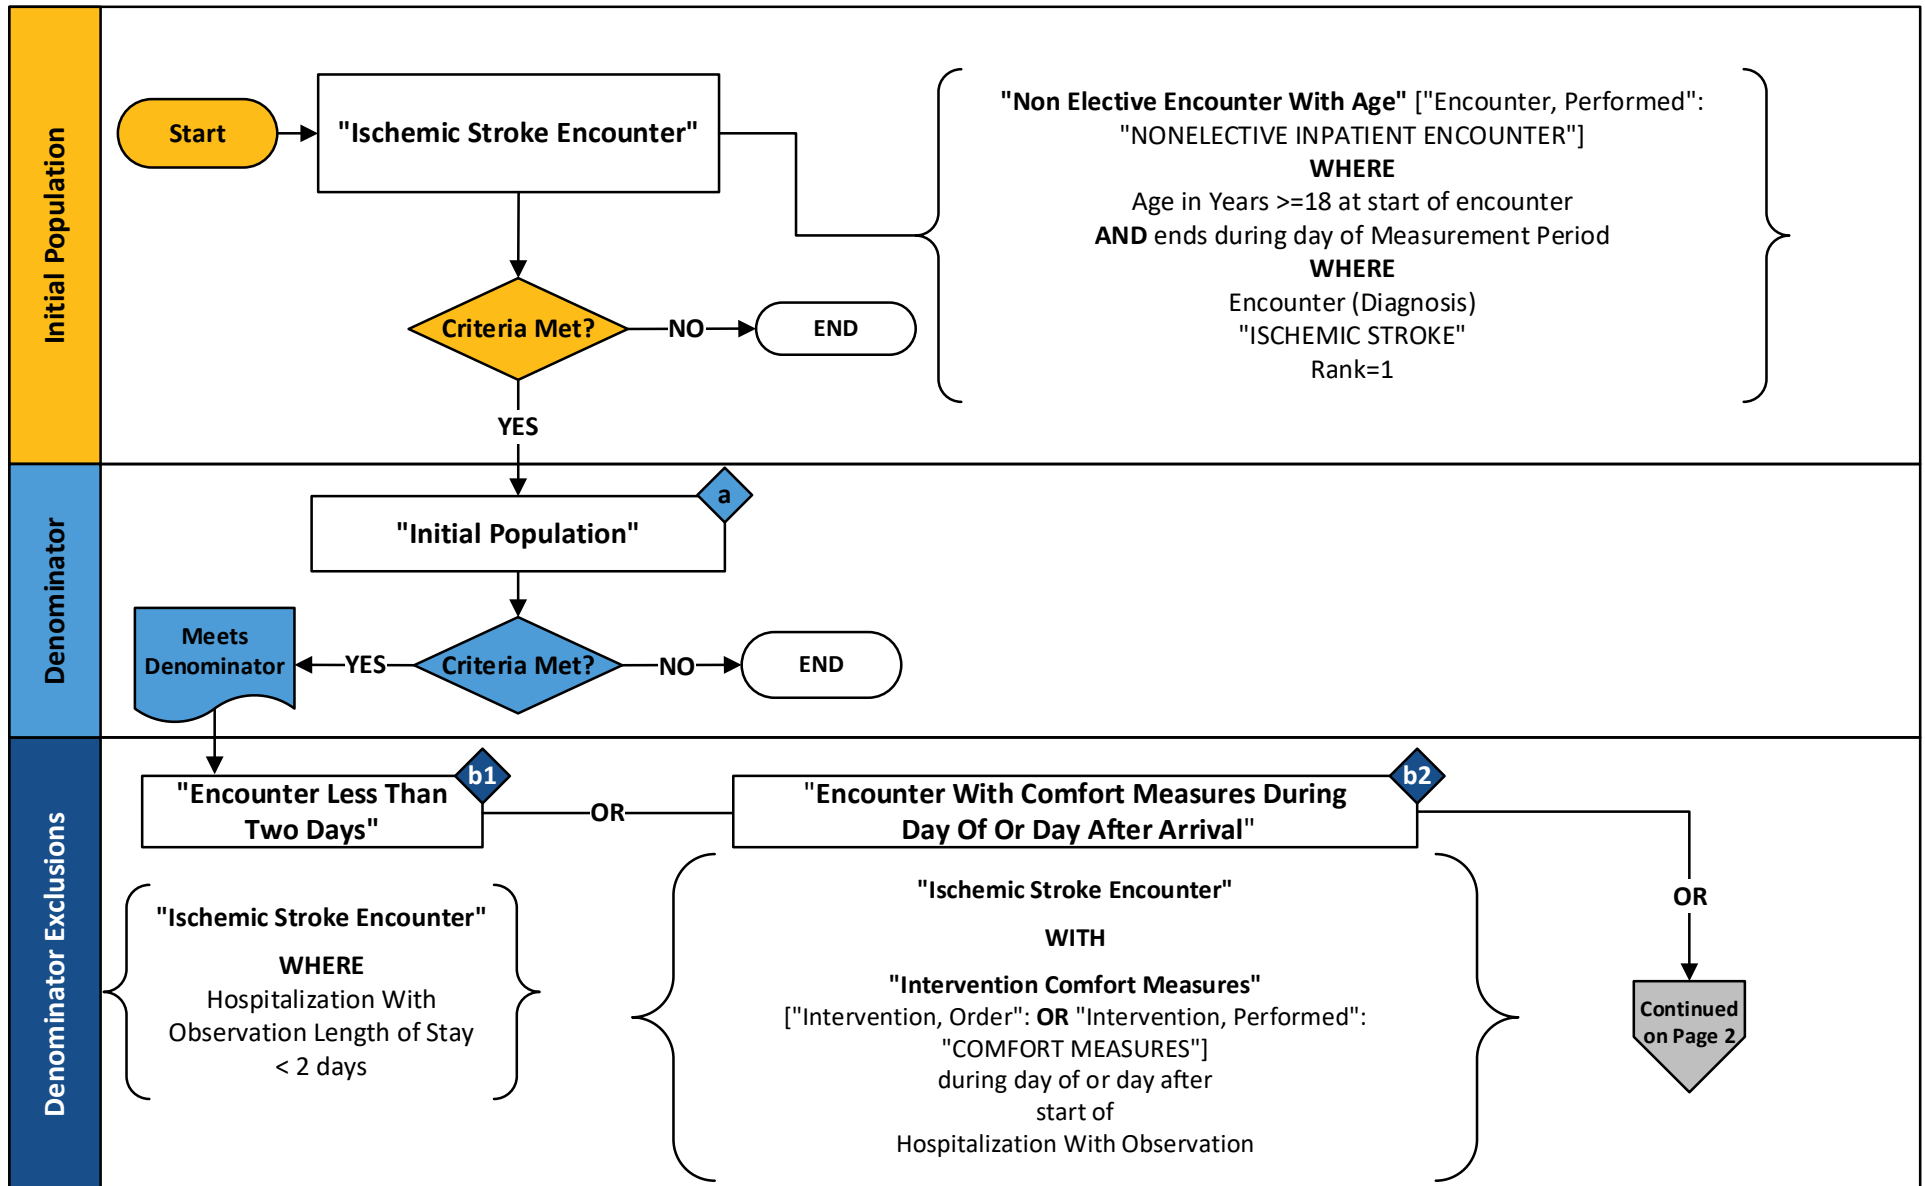 Initial Population
Start
"Ischemic Stroke Encounter"
"Non Elective Encounter With Age" ["Encounter, Performed":
"NONELECTIVE INPATIENT ENCOUNTER"]
WHERE
Age in Years >=18 at start of encounter
AND ends during day of Measurement Period
WHERE
Encounter (Diagnosis)
"ISCHEMIC STROKE"
Rank=1
Criteria Met?
NO
END
YES
Denominator
"Initial Population"
a
Criteria Met?
YES
Meets
Denominator
NO
END
Denominator Exclusions
"Encounter Less Than
Two Days"
b1
OR
"Encounter With Comfort Measures During
Day Of Or Day After Arrival"
b2
OR
"Ischemic Stroke Encounter"
WHERE
Hospitalization With
Observation Length of Stay
< 2 days
"Ischemic Stroke Encounter"
WITH
"Intervention Comfort Measures"
["Intervention, Order": OR "Intervention, Performed":
"COMFORT MEASURES"]
during day of or day after
start of
Hospitalization With Observation
Continued
on Page 2